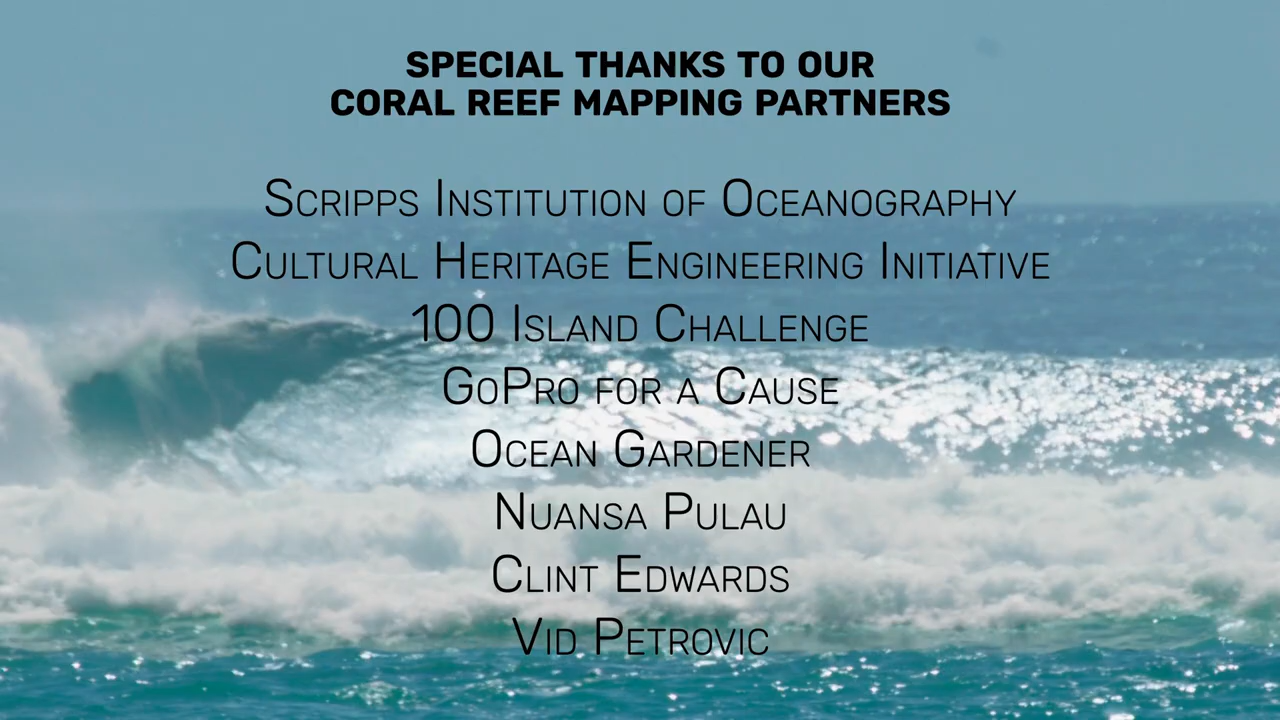 SPECIAL THANKS TO OUR
CORAL REEF MAPPING PARTNERS
Scripps Institution of Oceanography
Cultural Heritage Engineering Initiative
100 Island Challenge
GoPro for a Cause
Ocean Gardener
Nuansa Pulau
Clint Edwards
Vid Petrovic